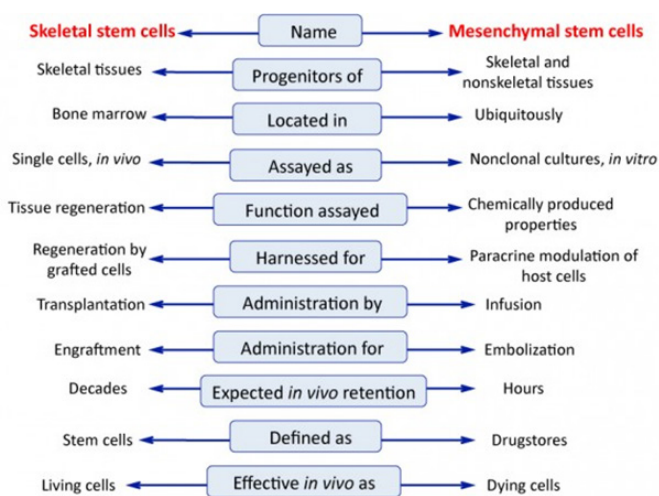 Skeletal stem cells Name Mesenchymal stem cells
Skeletal tissues Progenitors of Skeletal and
nonskeletal tissues
Bone marrow Located in Ubiquitously
Single cells, in vivo Assayed as Nonclonal cultures, in vitro
Tissue regeneration Function assayed Chemically produced
properties
Regeneration by
grafted cells Harnessed for Paracrine modulation of
host cells
Transplantation Administration by Infusion
Engraftment Administration for Embolization
Decades Expected in vivo retention Hours
Stem cells Defined as Drugstores
Living cells Effective in vivo as Dying cells